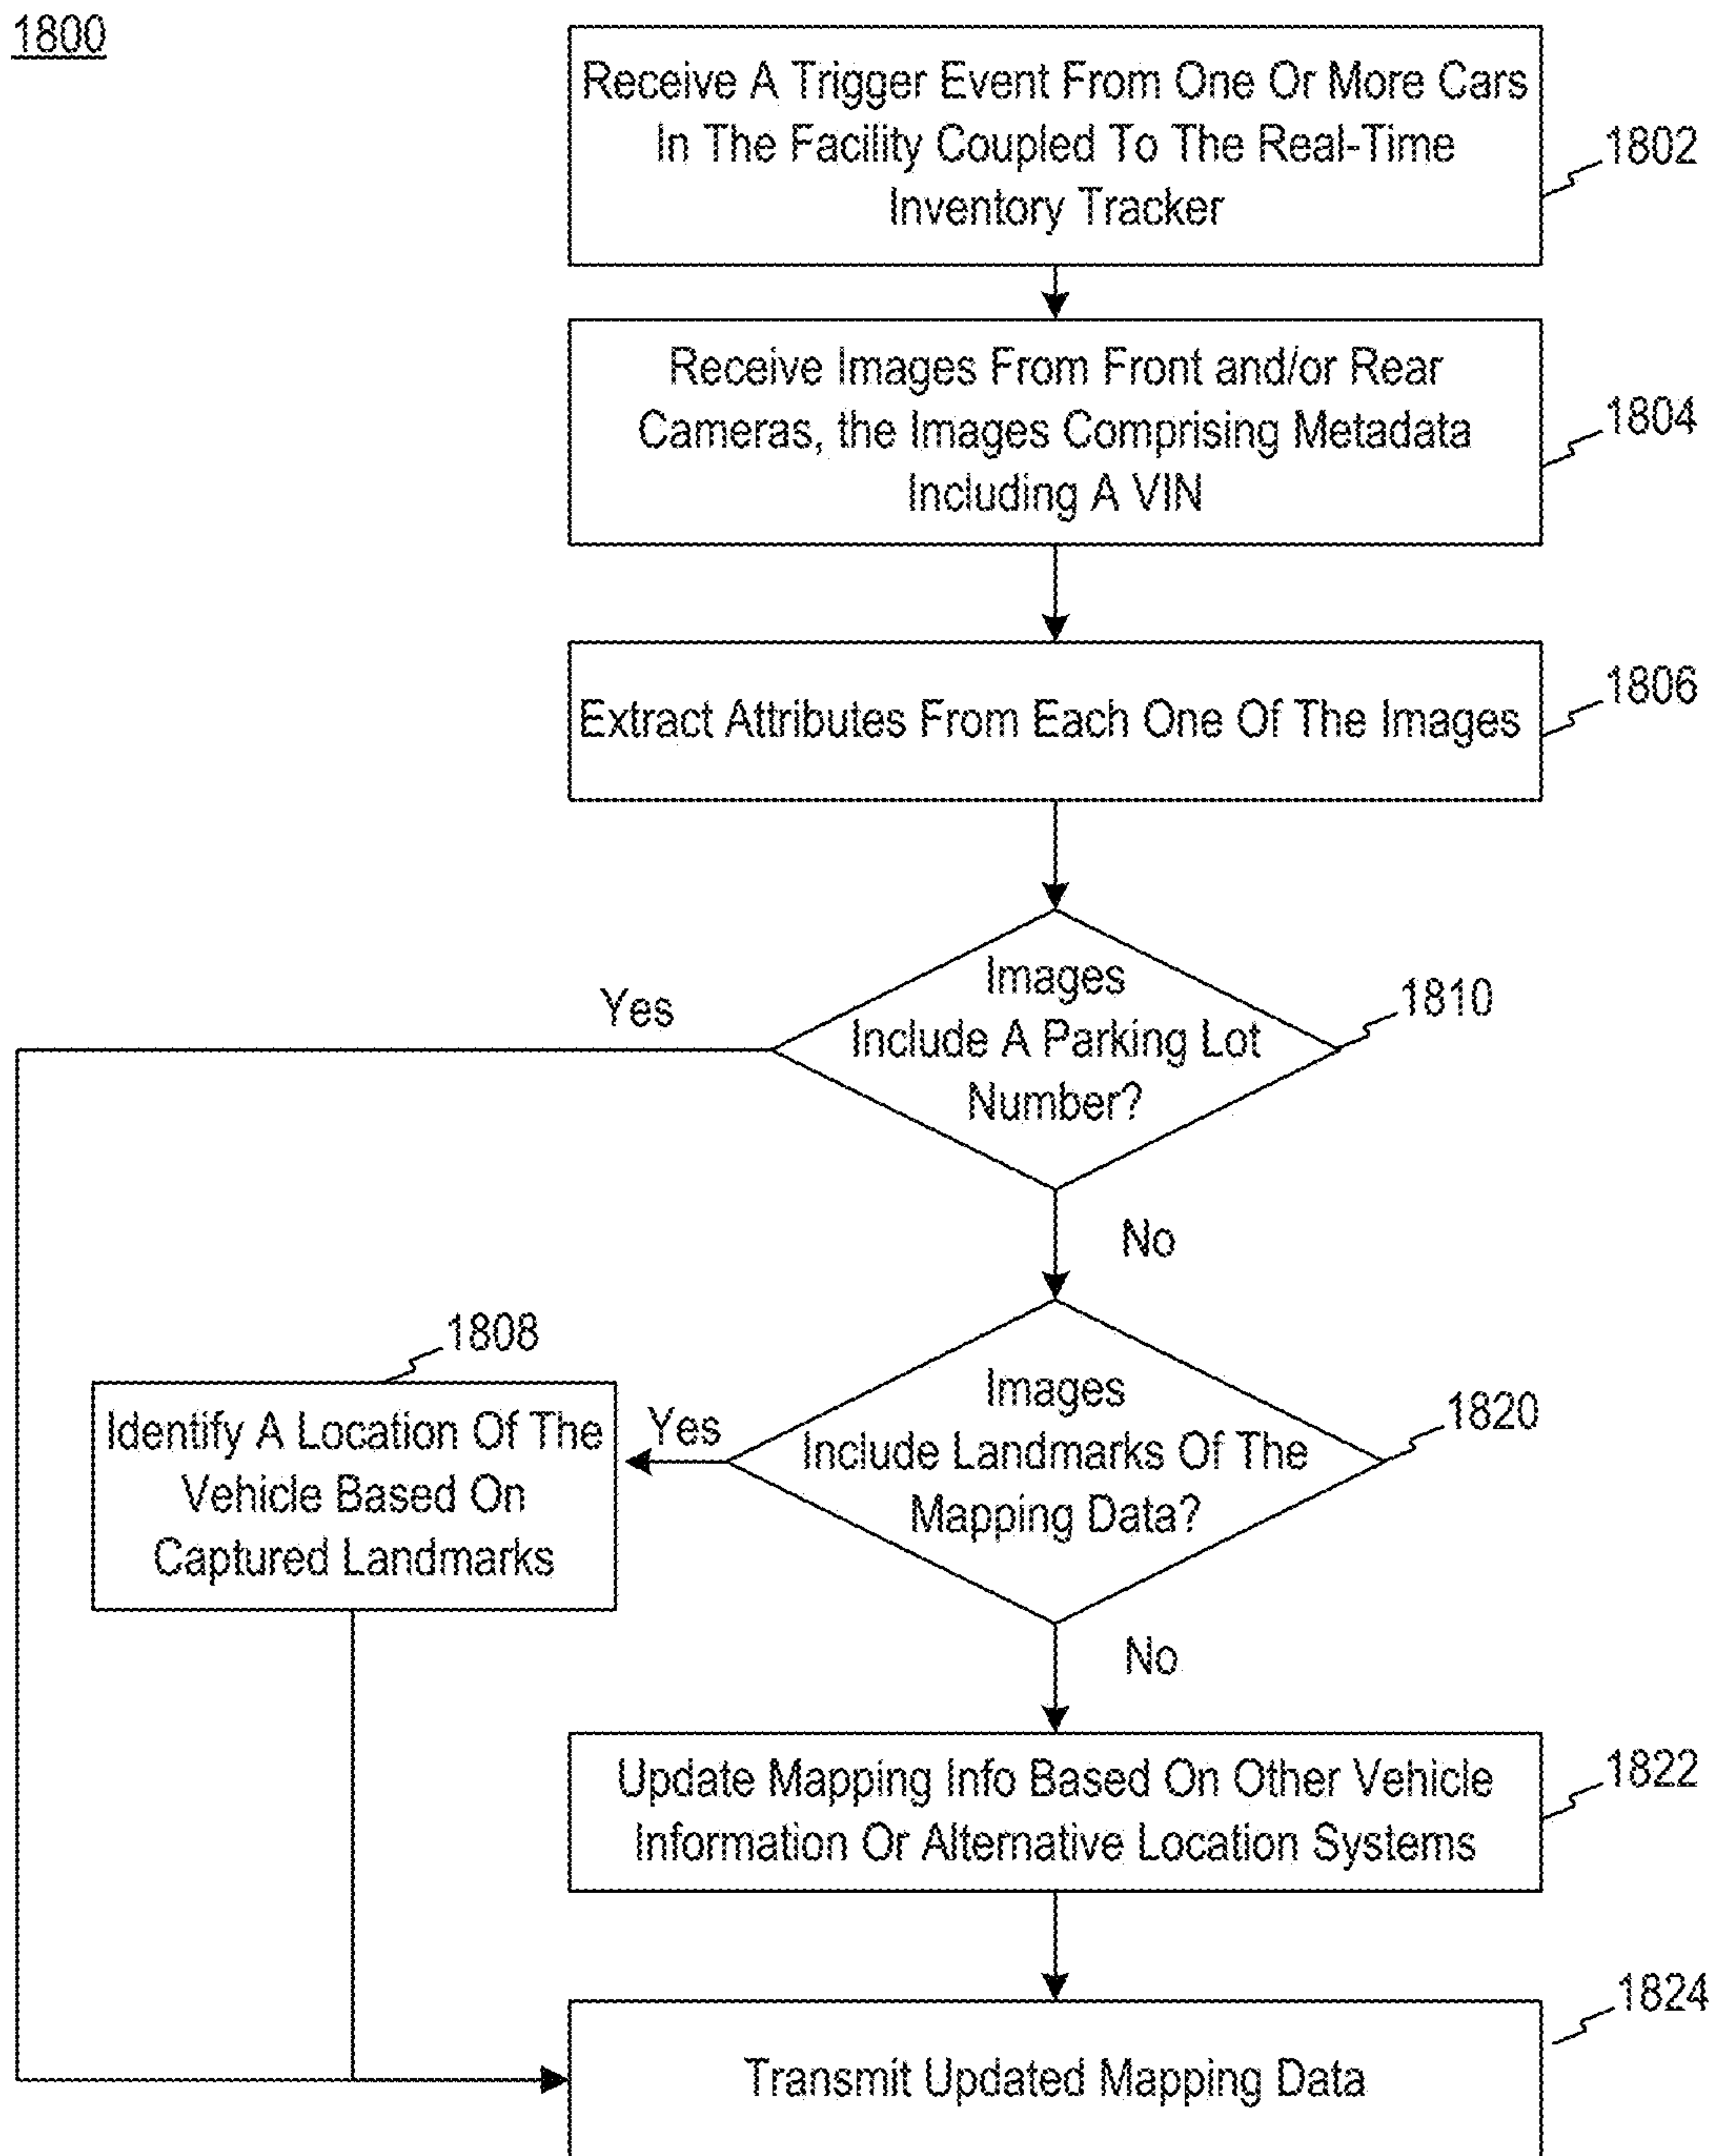 1800
Receive A Trigger Event From One Or More Cars
In The Facility Coupled To The Real-Time
Inventory Tracker
1802
Receive Images From Front and/or Rear
Cameras, the Images Comprising Metadata
Including A VIN
1804
Extract Attributes From Each One Of The Images
1806
Images
Include A Parking Lot
Number?
1810
Yes
No
1808
Identify A Location Of The
Vehicle Based On
Captured Landmarks
Yes
Images
Include Landmarks Of The
Mapping Data?
1820
No
Update Mapping Info Based On Other Vehicle
Information Or Alternative Location Systems
1822
Transmit Updated Mapping Data
1824